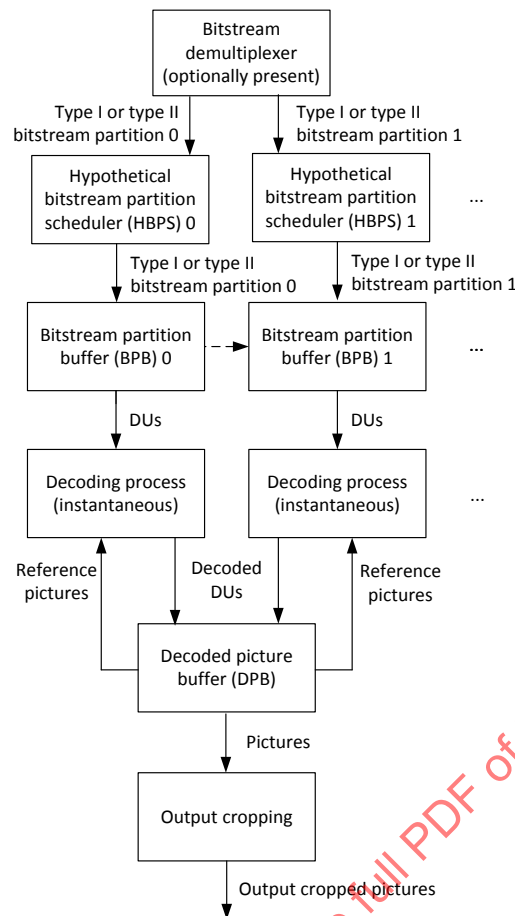 Bitstream
demultiplexer
(optionally present)
Type I or type II
bitstream partition 0
Type I or type II
bitstream partition 1
Hypothetical
bitstream partition
scheduler (HBPS) 0
Hypothetical
bitstream partition
scheduler (HBPS) 1
...
Type I or type II
bitstream partition 0
Type I or type II
bitstream partition 1
Bitstream partition
buffer (BPB) 0
Bitstream partition
buffer (BPB) 1
...
DUs
DUs
Decoding process
(instantaneous)
Decoding process
(instantaneous)
...
Reference
pictures
Decoded
DUs
Reference
pictures
Decoded picture
buffer (DPB)
Pictures
Output cropping
Output cropped pictures
full PDF of